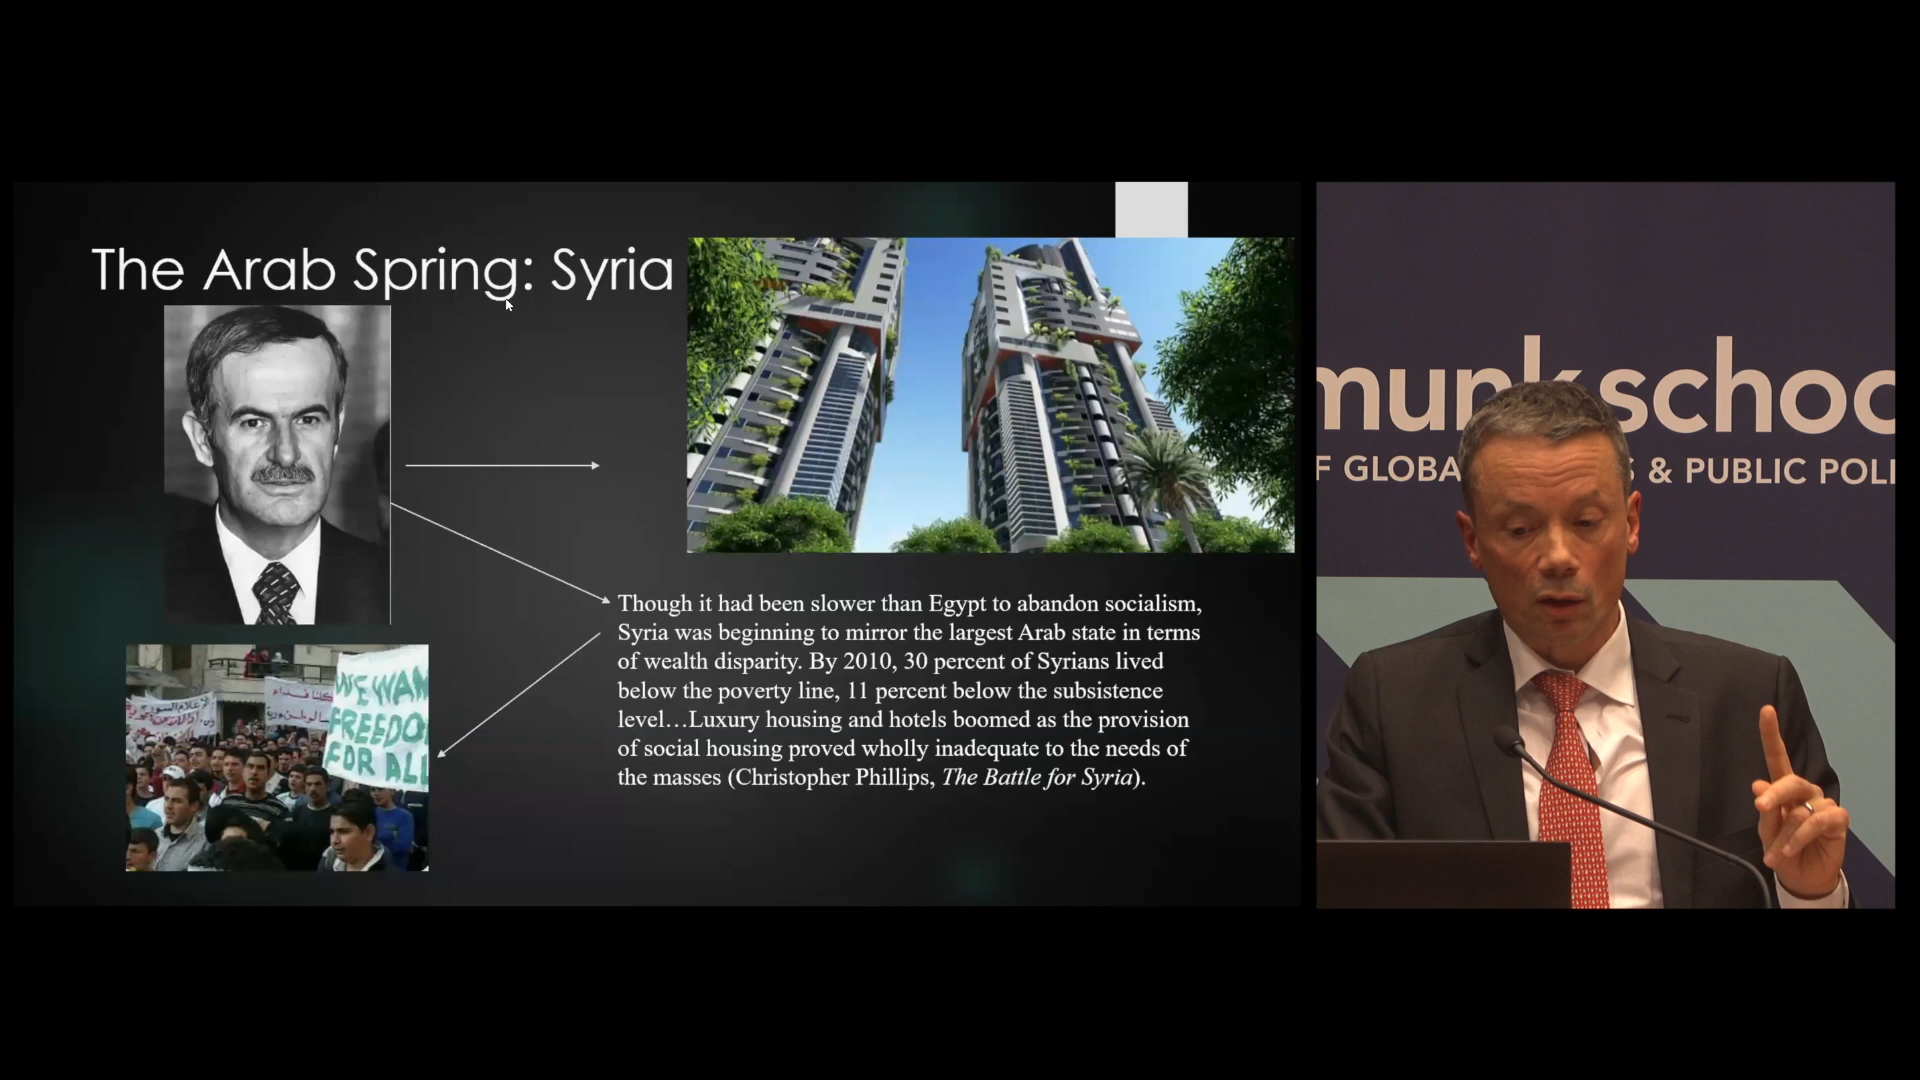 The Arab Spring: Syria
Though it had been slower than Egypt to abandon socialism,
Syria was beginning to mirror the largest Arab state in terms
of wealth disparity. By 2010, 30 percent of Syrians lived
below the poverty line, 11 percent below the subsistence
level…Luxury housing and hotels boomed as the provision
of social housing proved wholly inadequate to the needs of
the masses (Christopher Phillips, The Battle for Syria).
WE WAN
FREEDO
FOR ALL
munk schoo
F GLOBA S & PUBLIC POLI